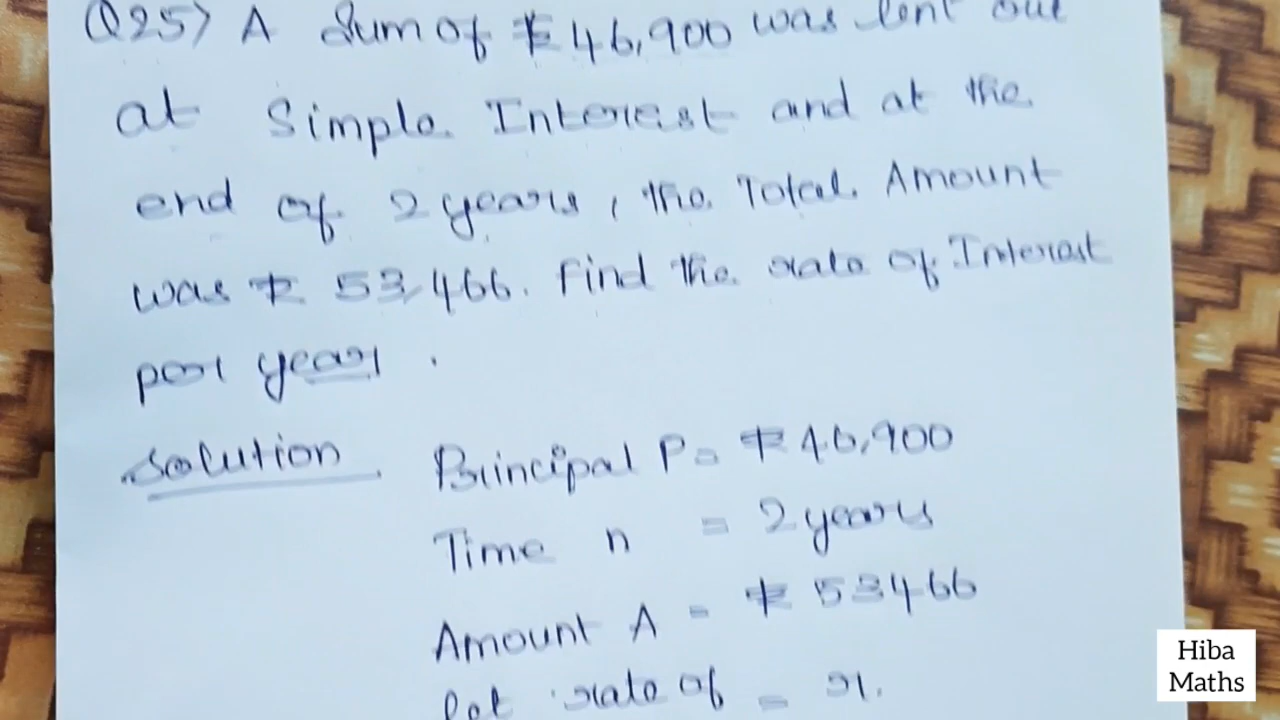 Q25) A Sum of ₹ 46,900 was lent out
at Simple Interest and at the
end of 2 years, the Total Amount
was ₹ 53,466. Find the rate of Interest
per year.
Solution. Principal P = ₹ 46,900
Time n = 2 years
Amount A = ₹ 53466
let rate of = r.
Hiba
Maths